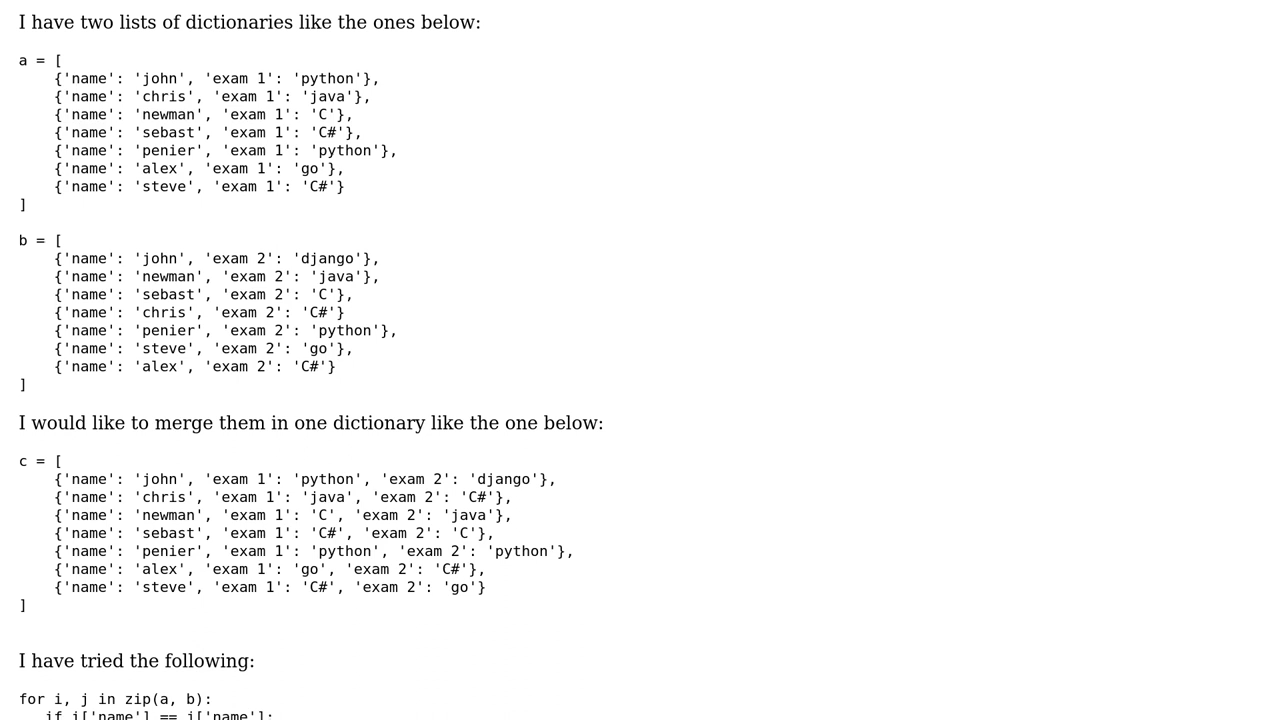 I have two lists of dictionaries like the ones below:
a = [
    {'name': 'john', 'exam 1': 'python'},
    {'name': 'chris', 'exam 1': 'java'},
    {'name': 'newman', 'exam 1': 'C'},
    {'name': 'sebast', 'exam 1': 'C#'},
    {'name': 'penier', 'exam 1': 'python'},
    {'name': 'alex', 'exam 1': 'go'},
    {'name': 'steve', 'exam 1': 'C#'}
]
b = [
    {'name': 'john', 'exam 2': 'django'},
    {'name': 'newman', 'exam 2': 'java'},
    {'name': 'sebast', 'exam 2': 'C'},
    {'name': 'chris', 'exam 2': 'C#'}
    {'name': 'penier', 'exam 2': 'python'},
    {'name': 'steve', 'exam 2': 'go'},
    {'name': 'alex', 'exam 2': 'C#'}
]
I would like to merge them in one dictionary like the one below:
c = [
    {'name': 'john', 'exam 1': 'python', 'exam 2': 'django'},
    {'name': 'chris', 'exam 1': 'java', 'exam 2': 'C#'},
    {'name': 'newman', 'exam 1': 'C', 'exam 2': 'java'},
    {'name': 'sebast', 'exam 1': 'C#', 'exam 2': 'C'},
    {'name': 'penier', 'exam 1': 'python', 'exam 2': 'python'},
    {'name': 'alex', 'exam 1': 'go', 'exam 2': 'C#'},
    {'name': 'steve', 'exam 1': 'C#', 'exam 2': 'go'}
]
I have tried the following:
for i, j in zip(a, b):
   if i['name'] == j['name']: